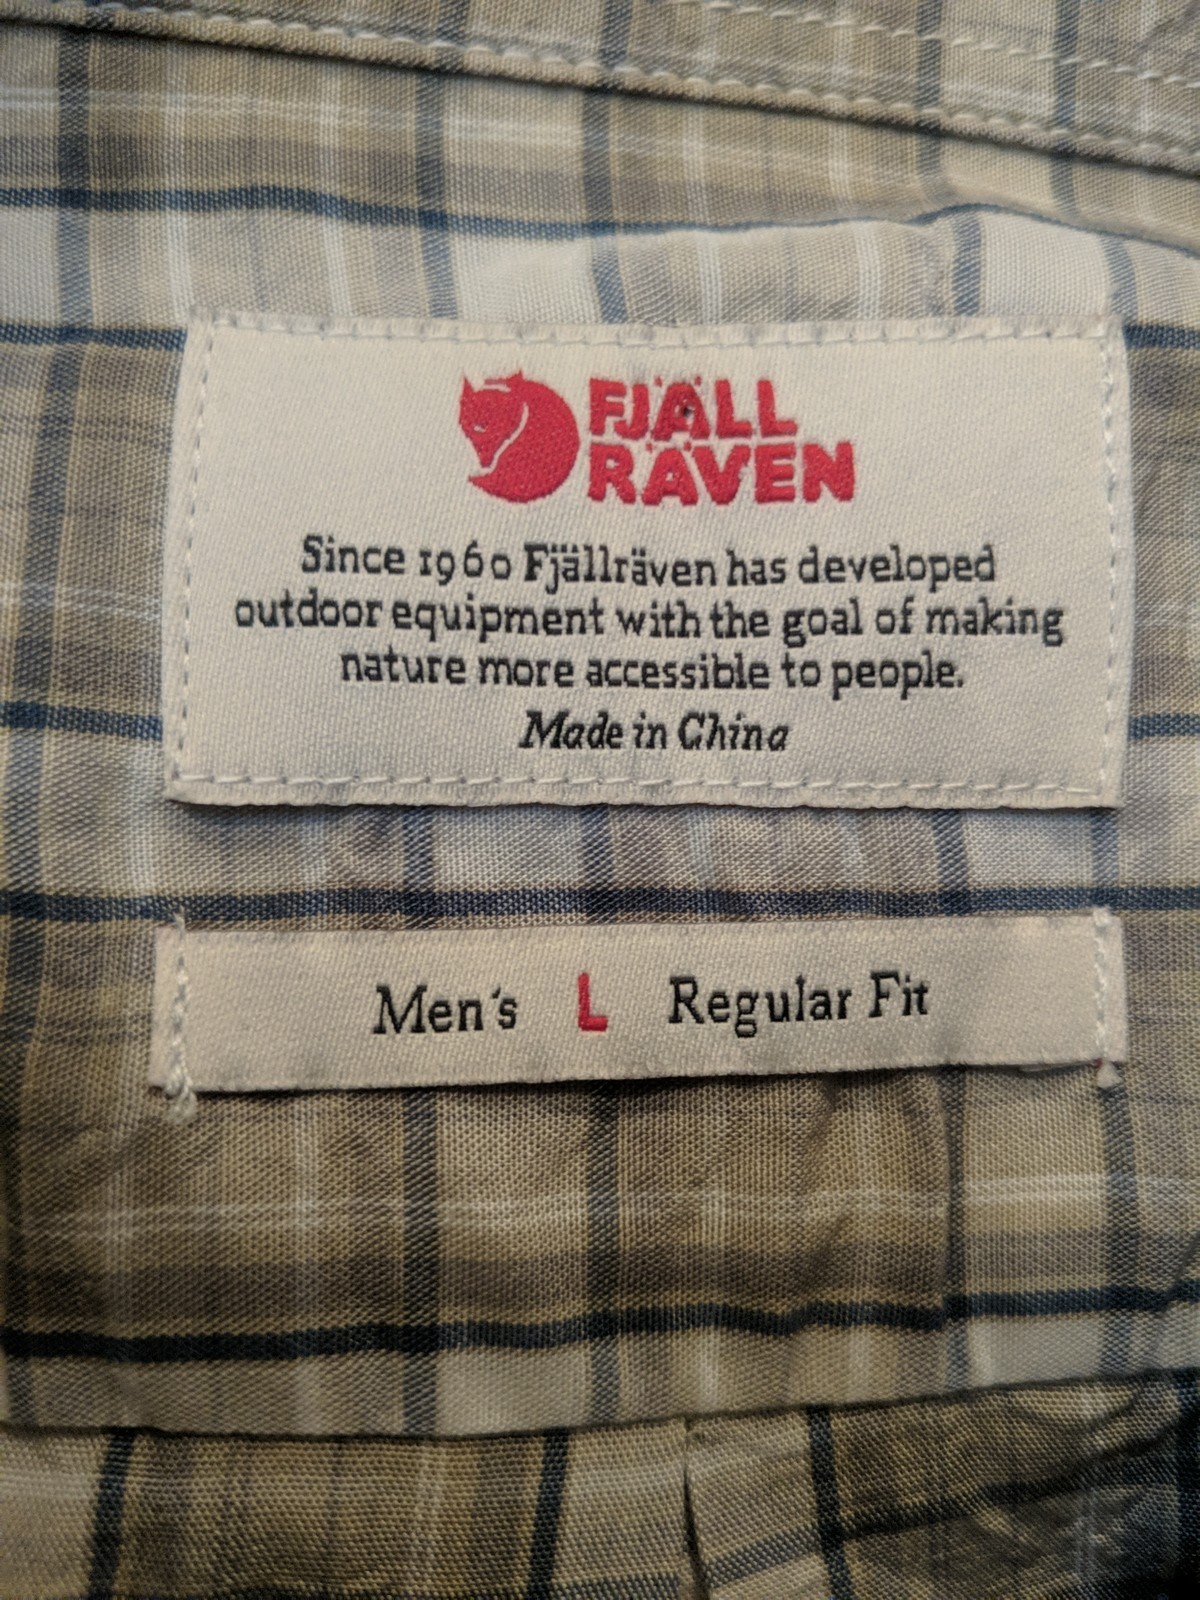 FJÄLL
RÄVEN
Since 1960 Fjällräven has developed
outdoor equipment with the goal of making
nature more accessible to people.
Made in China
Men's L Regular Fit